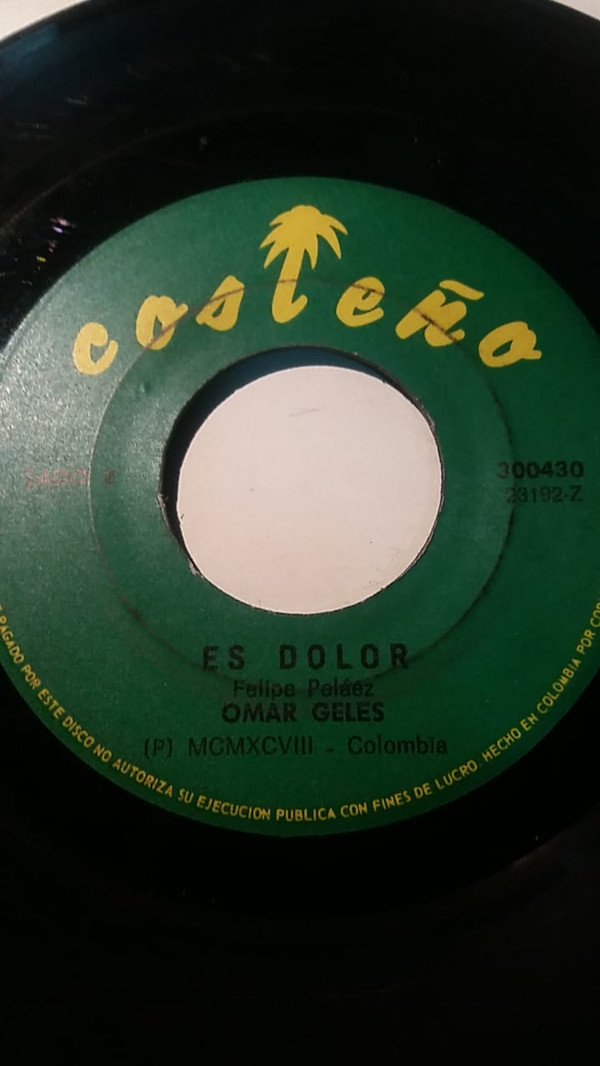 costeño
300430
23192-Z
ES DOLOR
Felipe Peláez
OMAR GELES
(P) MCMXCVIII - Colombia
PAGADO POR ESTE DISCO NO AUTORIZA SU EJECUCION PUBLICA CON FINES DE LUCRO. HECHO EN COLOMBIA POR